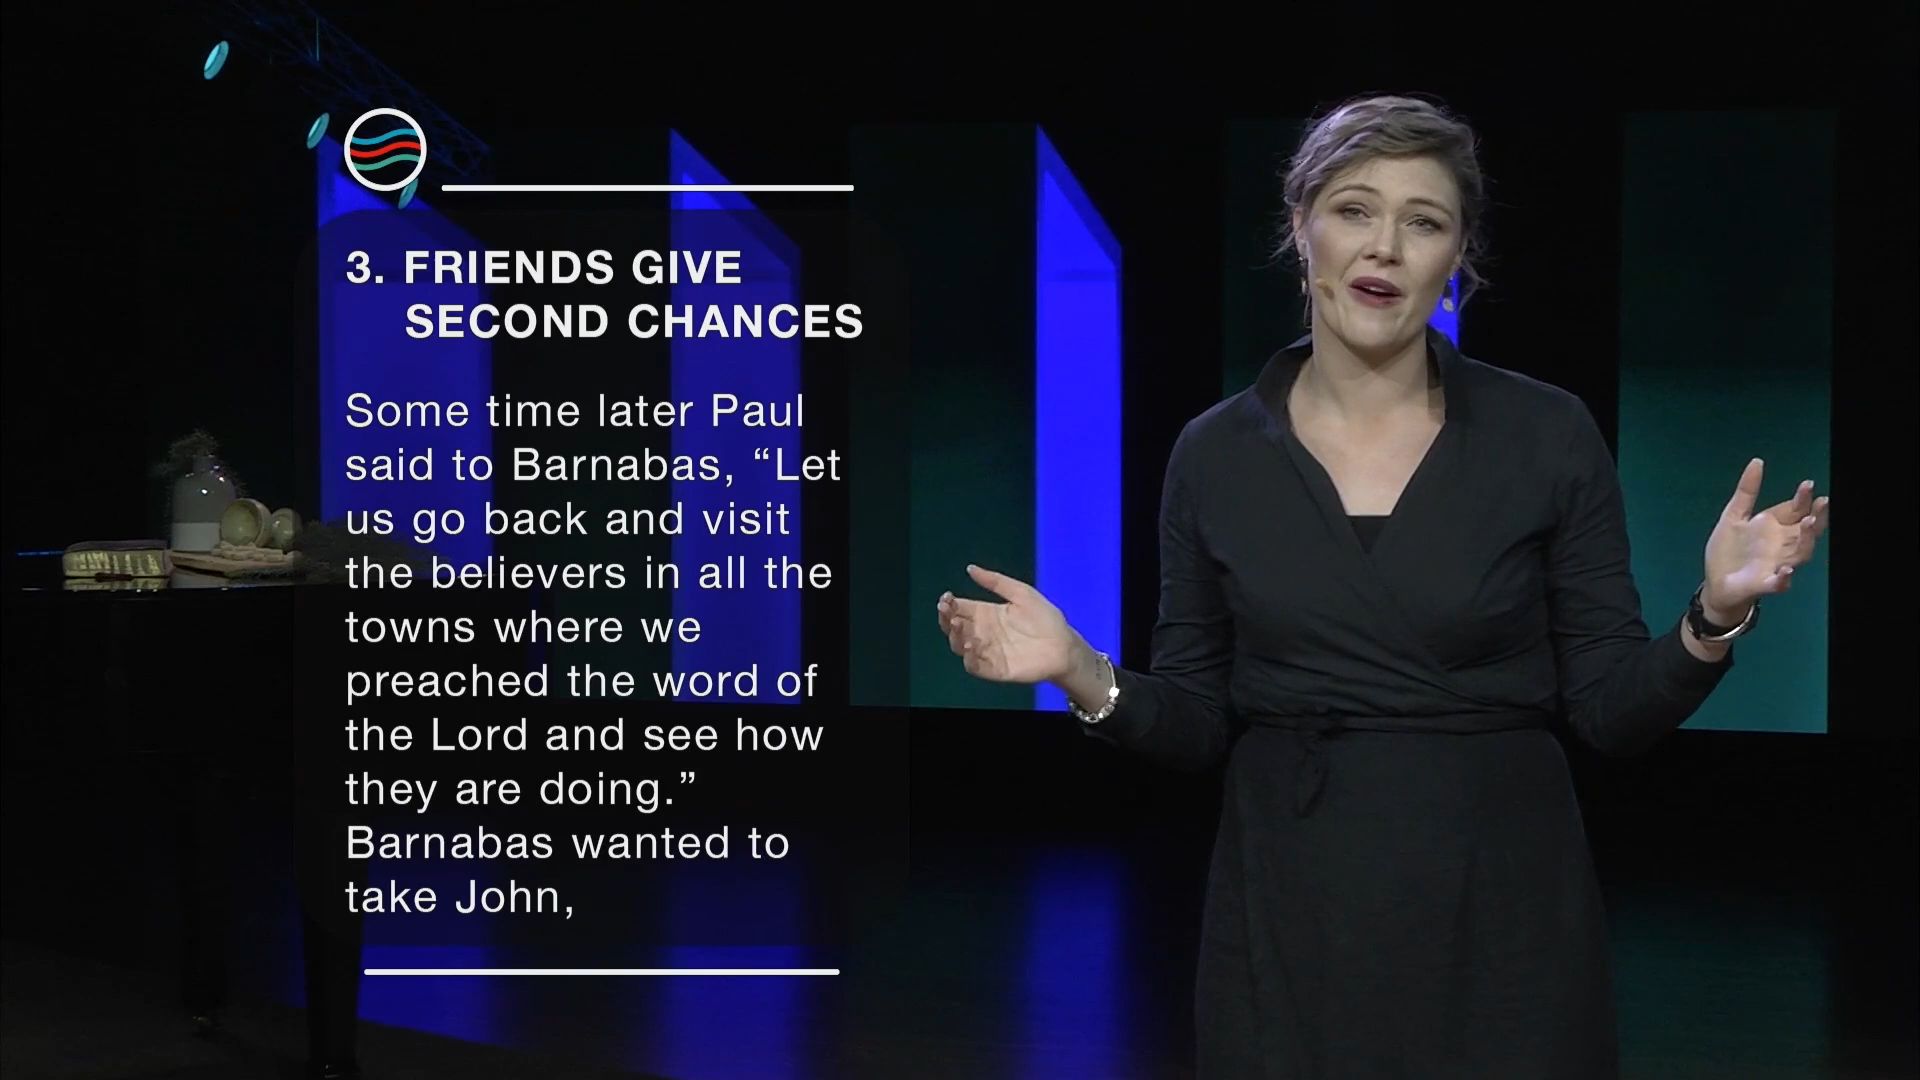 3. FRIENDS GIVE
SECOND CHANCES
Some time later Paul
said to Barnabas, “Let
us go back and visit
the believers in all the
towns where we
preached the word of
the Lord and see how
they are doing.”
Barnabas wanted to
take John,